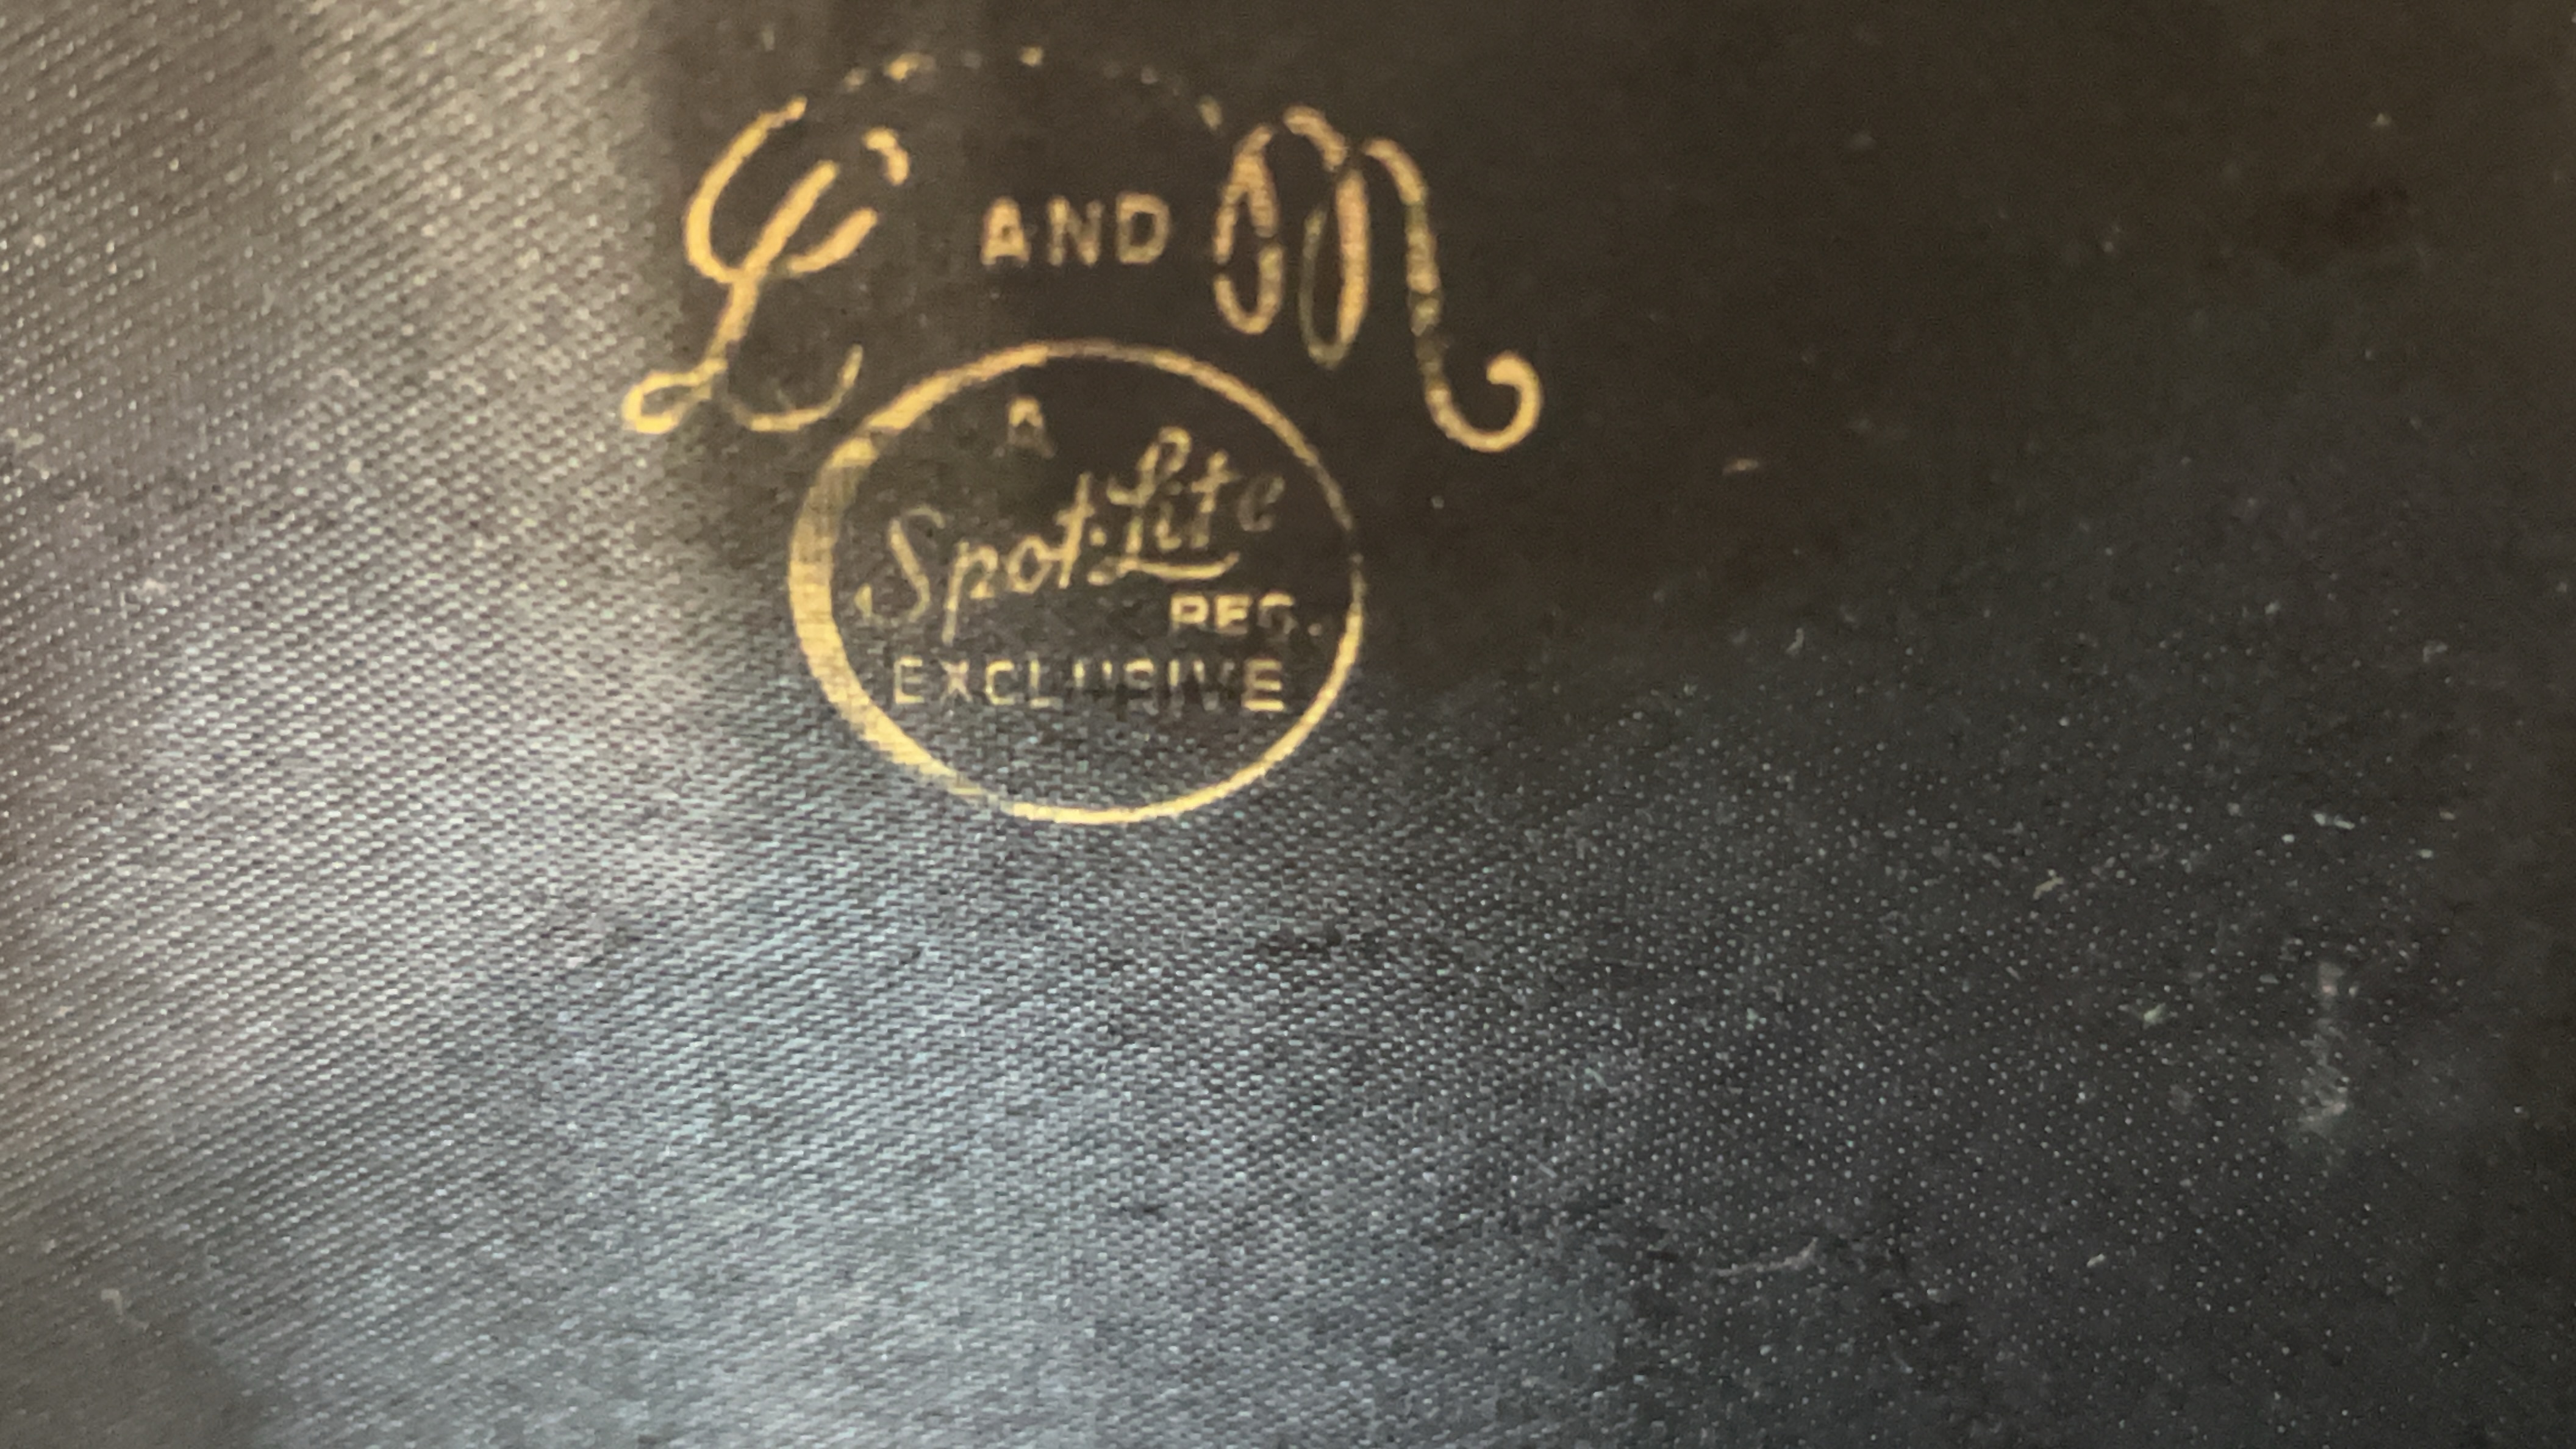 L AND M
A
Spot-Lite
REG.
EXCLUSIVE